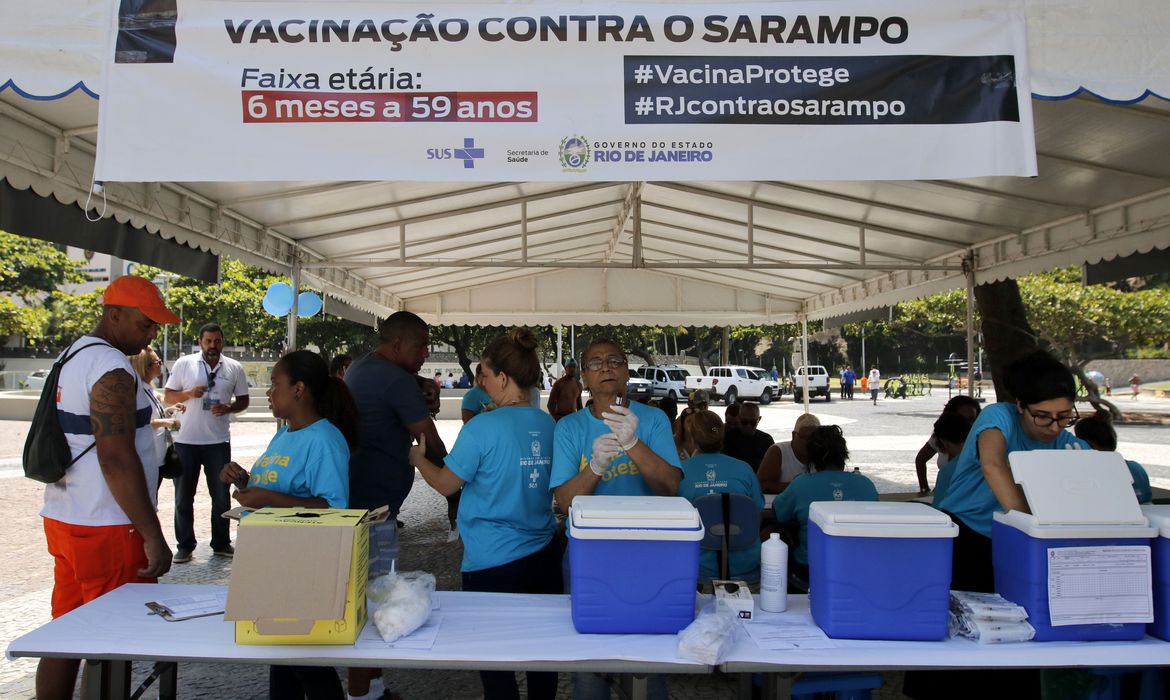 VACINAÇÃO CONTRA O SARAMPO
Faixa etária:
6 meses a 59 anos
#VacinaProtege
#RJcontraosarampo
SUS
Secretaria de
Saúde
GOVERNO DO ESTADO
RIO DE JANEIRO
SUS